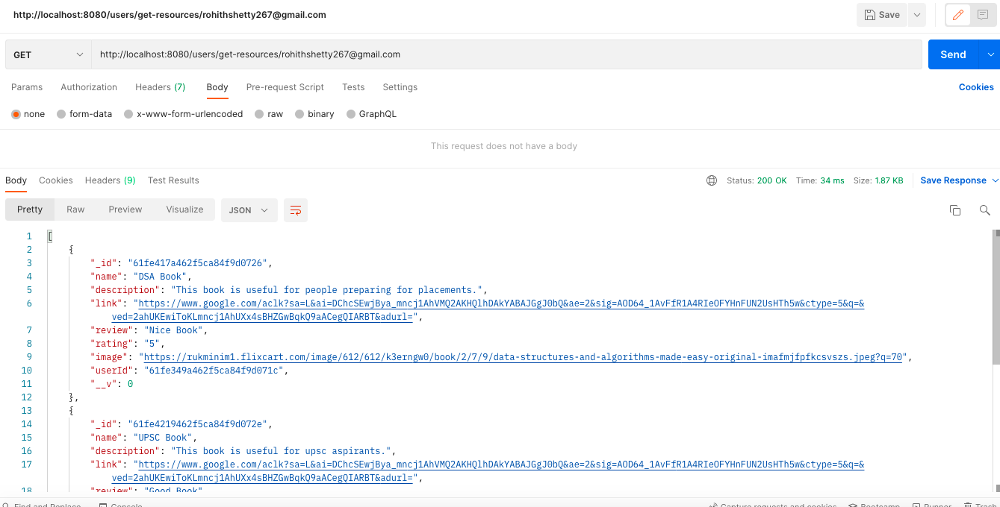 http://localhost:8080/users/get-resources/rohithshetty267@gmail.com
Save
GET
http://localhost:8080/users/get-resources/rohithshetty267@gmail.com
Send
Params Authorization Headers (7) Body Pre-request Script Tests Settings
Cookies
none form-data x-www-form-urlencoded raw binary GraphQL
This request does not have a body
Body Cookies Headers (9) Test Results
Status: 200 OK Time: 34 ms Size: 1.87 KB Save Response
Pretty Raw Preview Visualize JSON
1 [
2 {
3 "_id": "61fe417a462f5ca84f9d0726",
4 "name": "DSA Book",
5 "description": "This book is useful for people preparing for placements.",
6 "link": "https://www.google.com/aclk?sa=L&ai=DChcSEwjBya_mncj1AhVMQ2AKHQlhDAkYABAJGgJ0bQ&ae=2&sig=AOD64_1AvFfR1A4RIeOFYHnFUN2UsHTh5w&ctype=5&q=&
ved=2ahUKEwiToKLmncj1AhUXx4sBHZGwBqkQ9aACegQIARBT&adurl=",
7 "review": "Nice Book",
8 "rating": "5",
9 "image": "https://rukminim1.flixcart.com/image/612/612/k3erngw0/book/2/7/9/data-structures-and-algorithms-made-easy-original-imafmjfpfkcsvszs.jpeg?q=70",
10 "userId": "61fe349a462f5ca84f9d071c",
11 "__v": 0
12 },
13 {
14 "_id": "61fe4219462f5ca84f9d072e",
15 "name": "UPSC Book",
16 "description": "This book is useful for upsc aspirants.",
17 "link": "https://www.google.com/aclk?sa=L&ai=DChcSEwjBya_mncj1AhVMQ2AKHQlhDAkYABAJGgJ0bQ&ae=2&sig=AOD64_1AvFfR1A4RIeOFYHnFUN2UsHTh5w&ctype=5&q=&
ved=2ahUKEwiToKLmncj1AhUXx4sBHZGwBqkQ9aACegQIARBT&adurl=",
18 "review": "Good Book"
Find and Replace Console
Capture requests and cookies Bootcamp Runner Trash